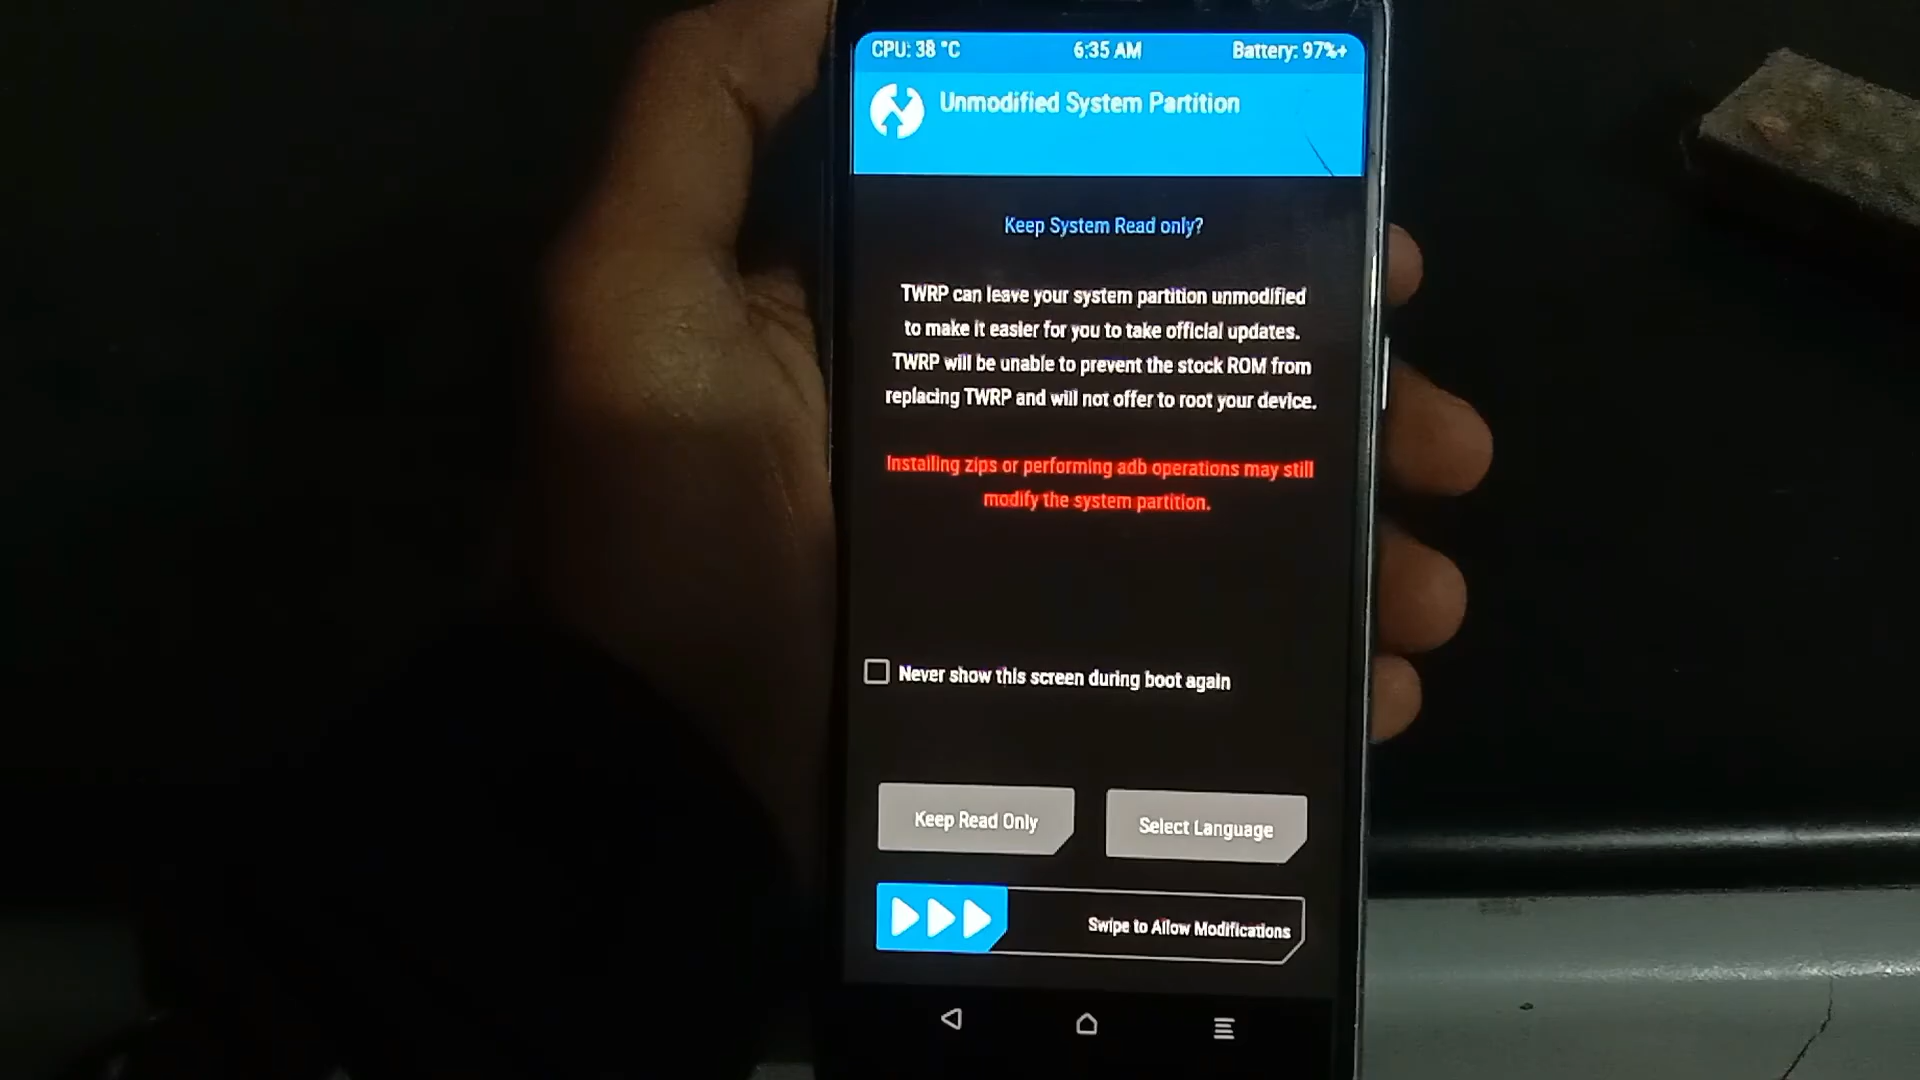 CPU: 38 °C 6:35 AM Battery: 97%+
Unmodified System Partition
Keep System Read only?
TWRP can leave your system partition unmodified
to make it easier for you to take official updates.
TWRP will be unable to prevent the stock ROM from
replacing TWRP and will not offer to root your device.
Installing zips or performing adb operations may still
modify the system partition.
Never show this screen during boot again
Keep Read Only Select Language
Swipe to Allow Modifications